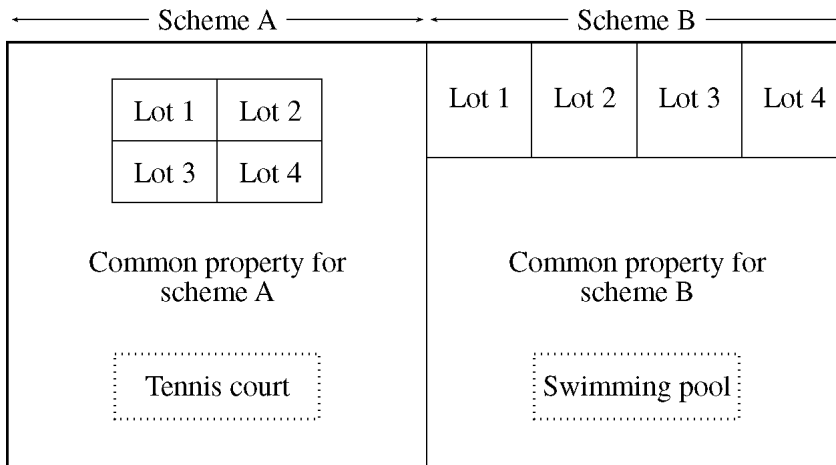 Scheme A
Scheme B
Lot 1
Lot 2
Lot 3
Lot 4
Common property for
scheme A
Tennis court
Lot 1
Lot 2
Lot 3
Lot 4
Common property for
scheme B
Swimming pool